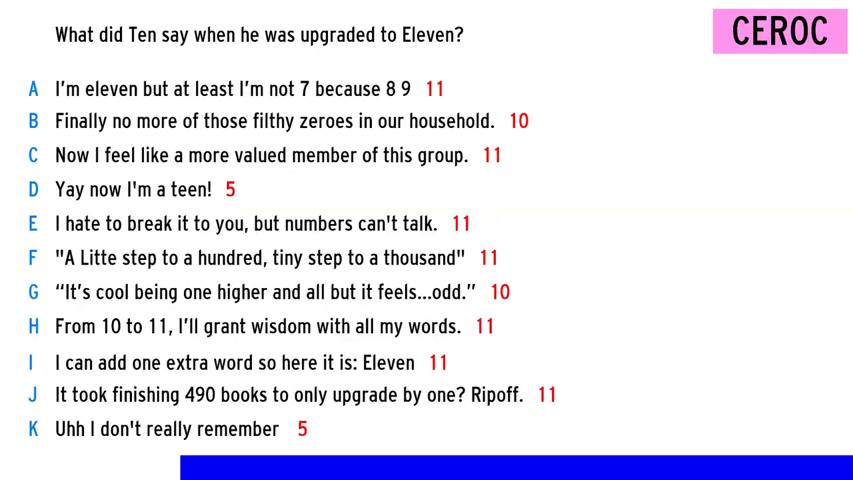 What did Ten say when he was upgraded to Eleven?
CEROC
A I'm even but at least I'm not 7 because 8 9 11
B Finally no more of those filthy zeroes in our household. 10
C Now I feel like a more valued member of this group. 11
D Yay now I'm a teen! 5
E I hate to break it to you, but numbers can't talk. 11
F "A Litte step to a hundred, tiny step to a thousand" 11
G “It's cool being one higher and all but it feels...odd.” 10
H From 10 to 11, I'll grant wisdom with all my words. 11
I I can add one extra word so here it is: Eleven 11
J It took finishing 490 books to only upgrade by one? Ripoff. 11
K Uhh I don't really remember 5